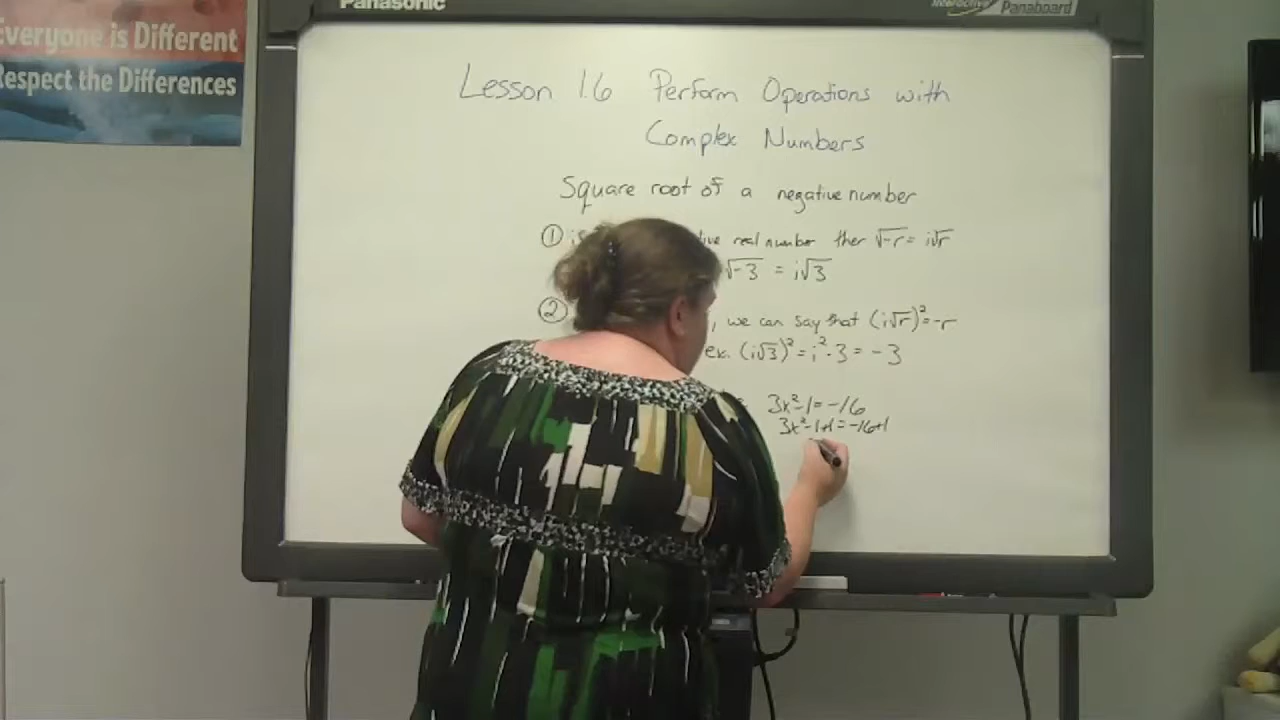 Panasonic
Interactive Panaboard
Everyone is Different
Respect the Differences
Lesson 1.6 Perform Operations with
Complex Numbers
Square root of a negative number
① real number then √-r = i√r
√-3 = i√3
② , we can say that (i√r)² = -r
ex. (i√3)² = i² · 3 = -3
3x² - 1 = -16
3x² - 1 + 1 = -16 + 1